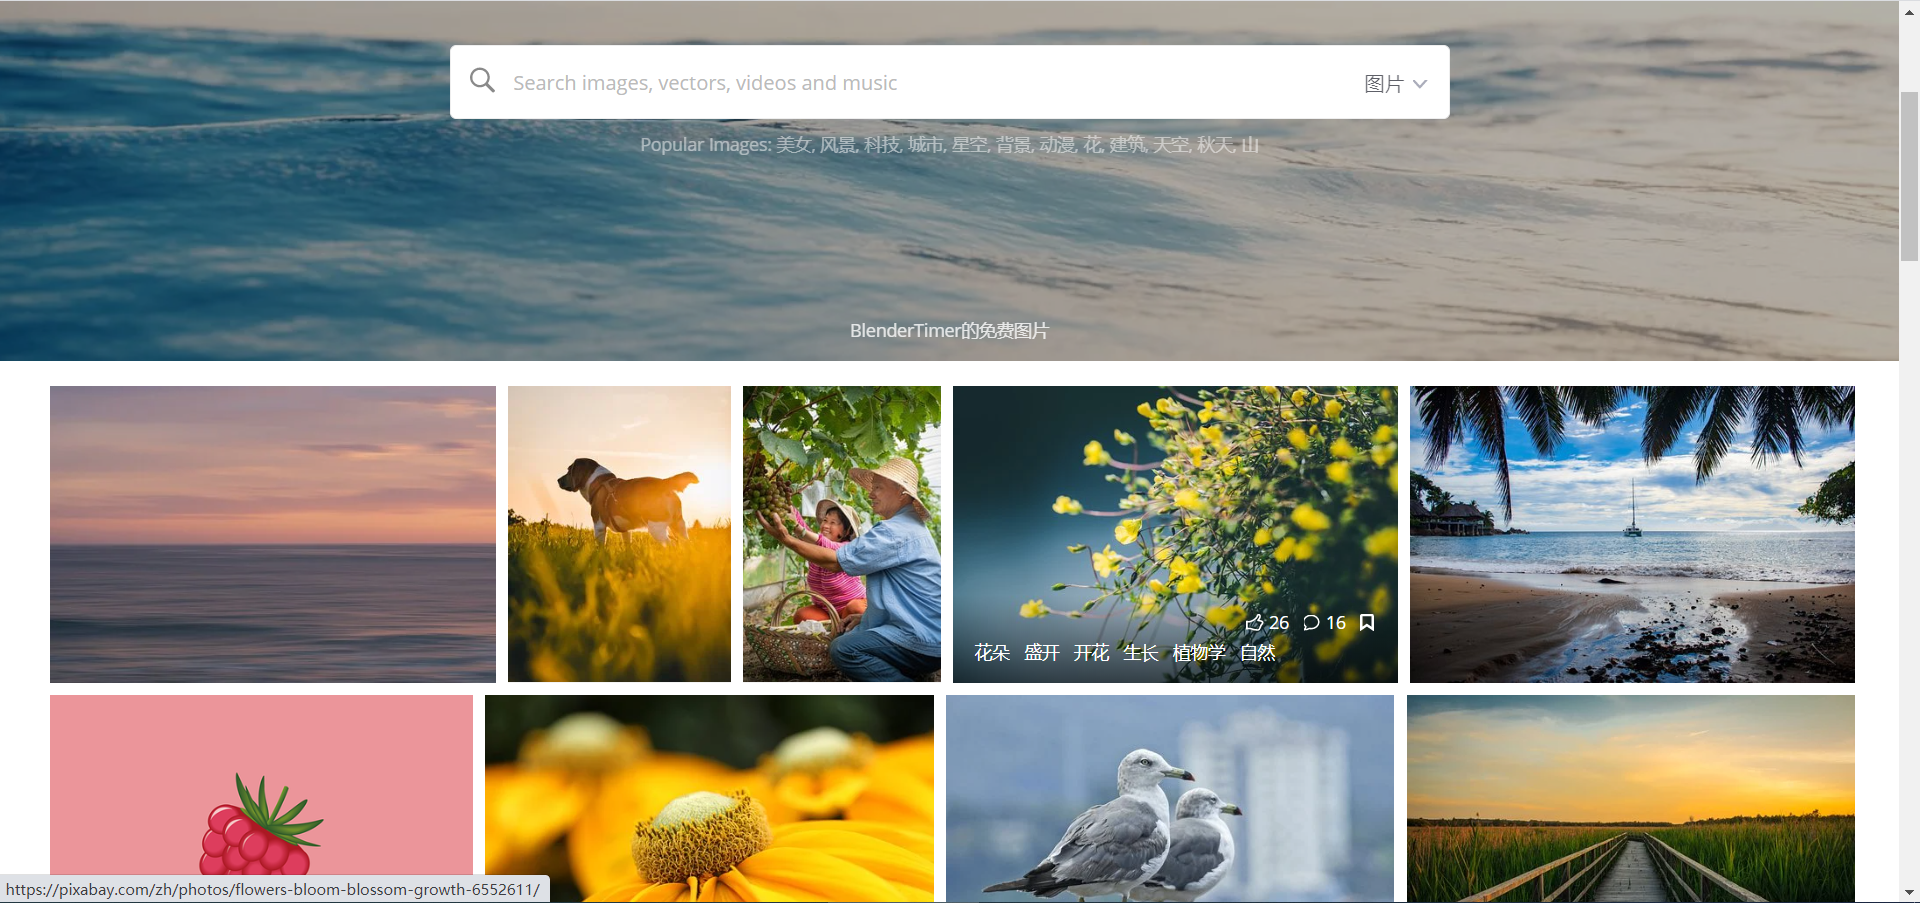 Search images, vectors, videos and music
图片
Popular Images: 美女, 风景, 科技, 城市, 星空, 背景, 动漫, 花, 建筑, 天空, 秋天, 山
BlenderTimer的免费图片
26 16
花朵 盛开 开花 生长 植物学 自然
https://pixabay.com/zh/photos/flowers-bloom-blossom-growth-6552611/